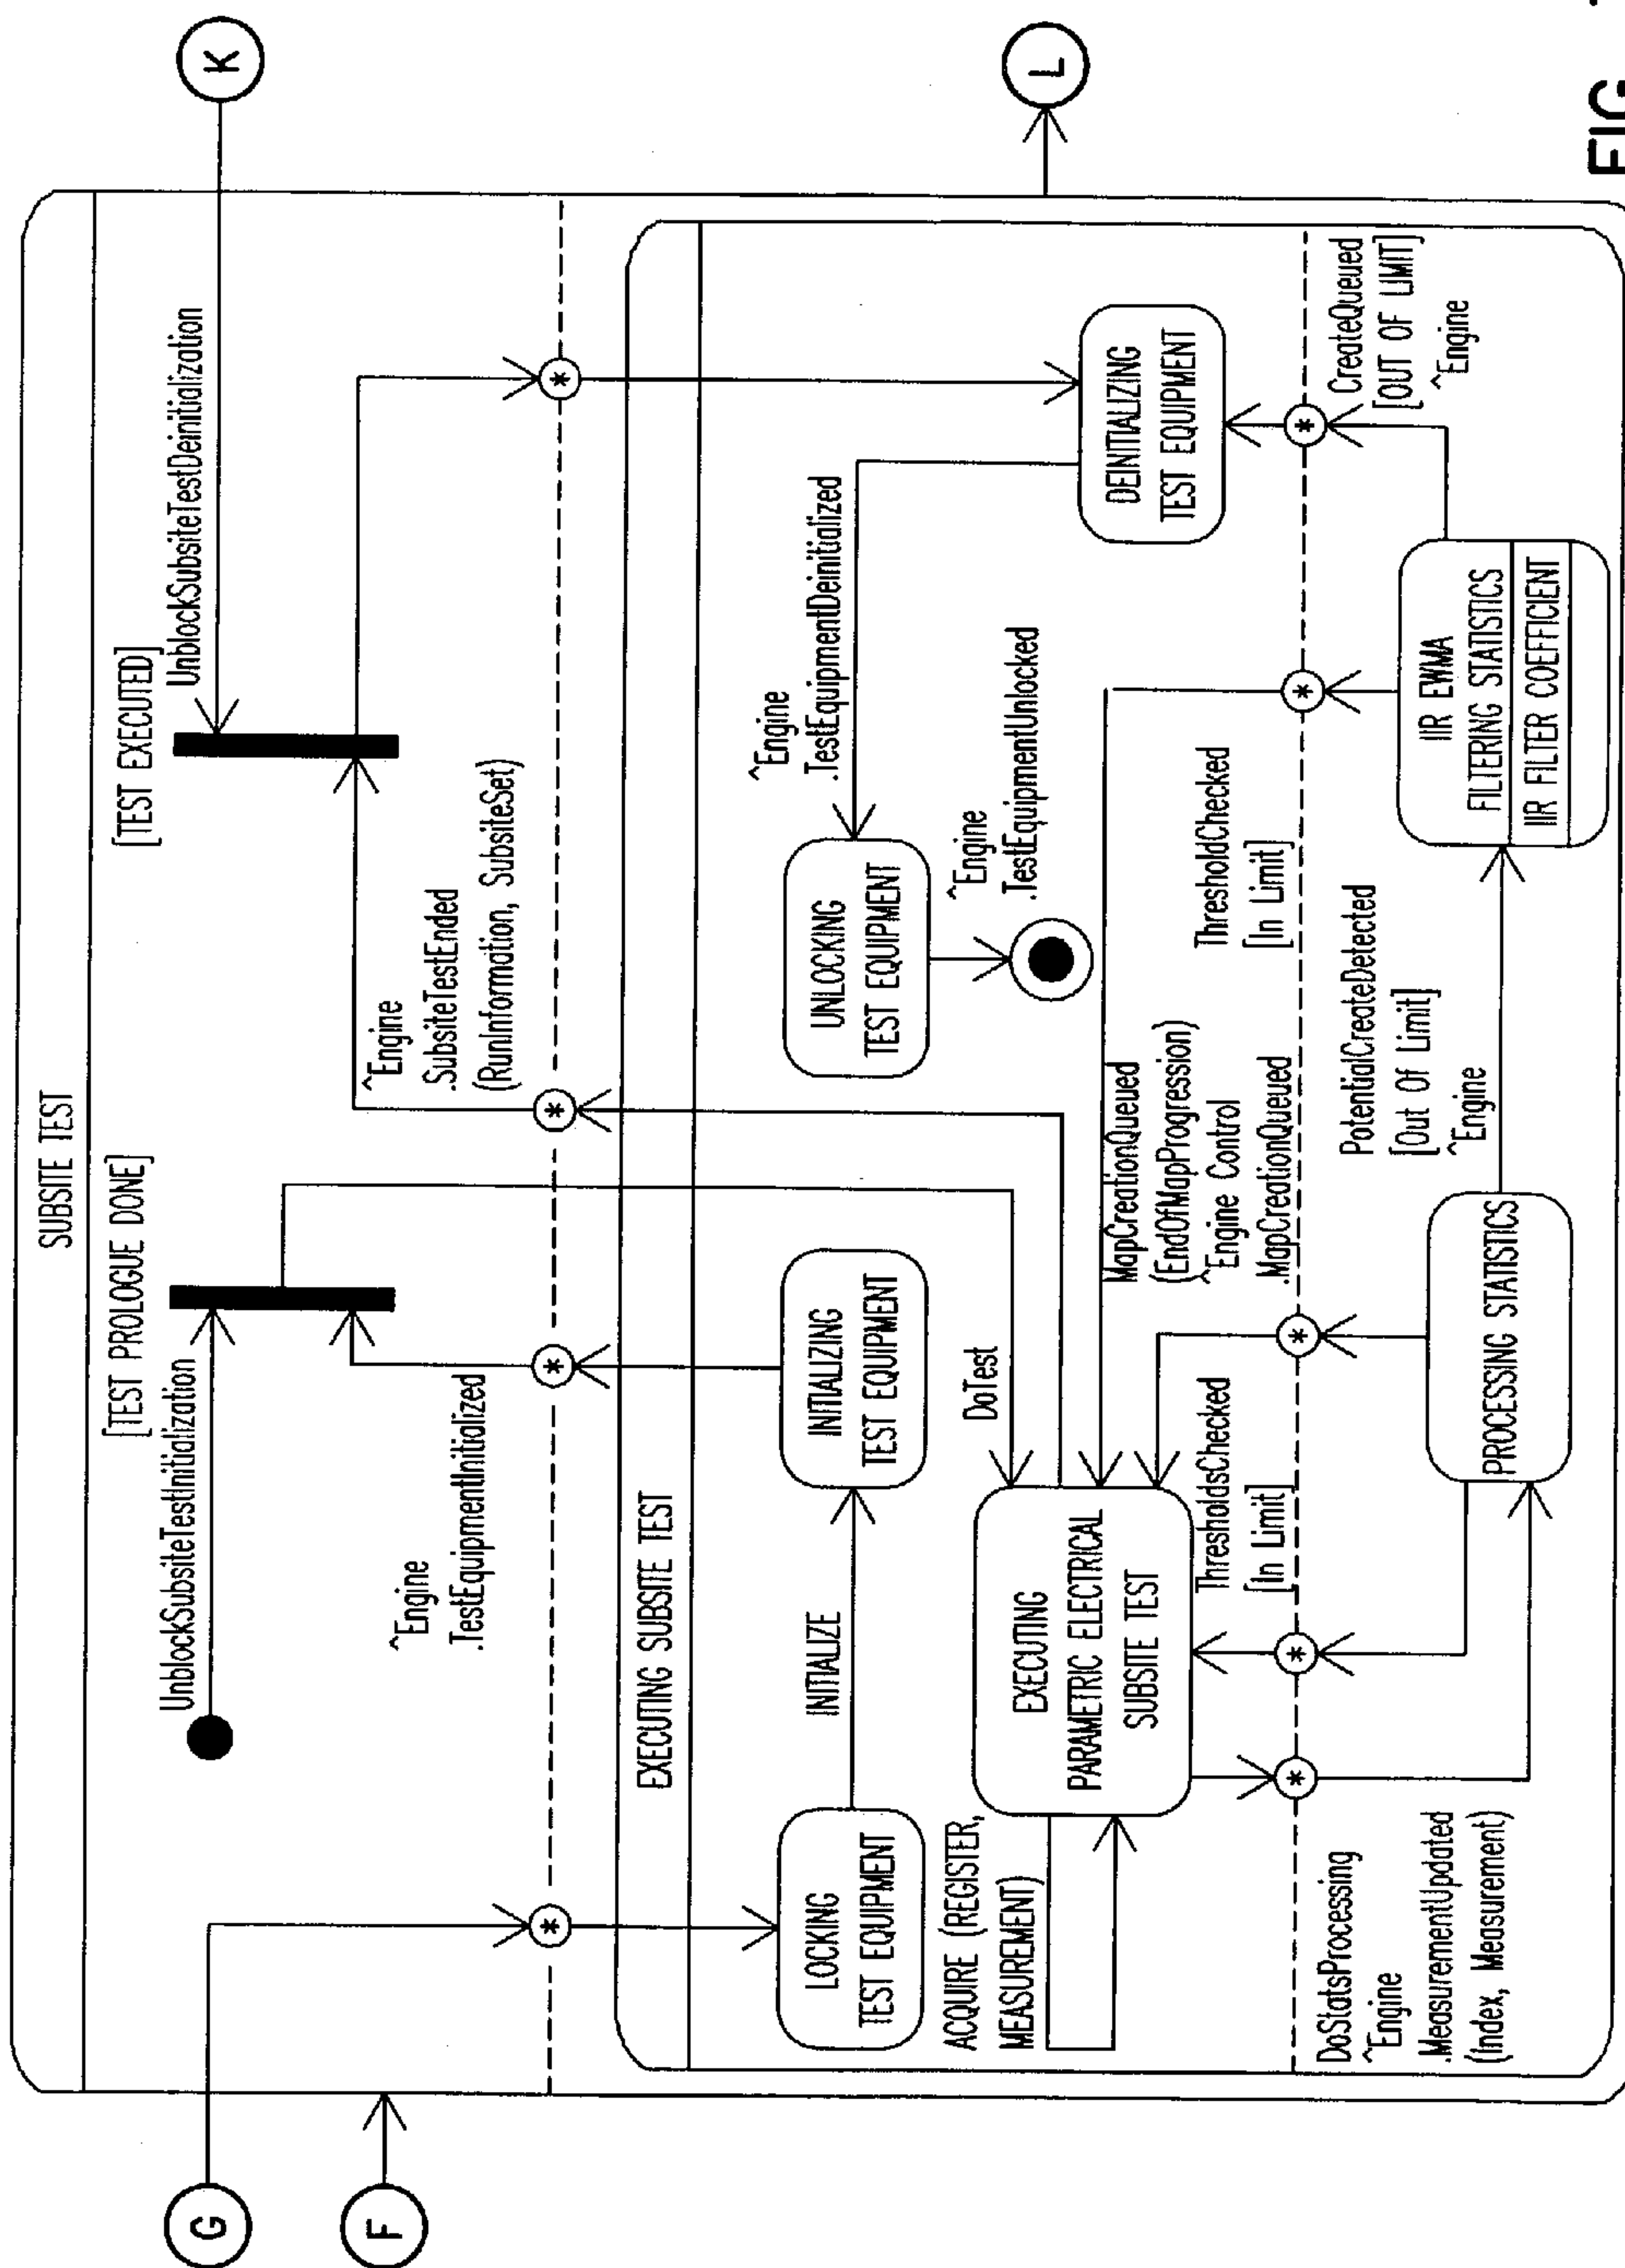 SUBSITE TEST
[TEST PROLOGUE DONE]
[TEST EXECUTED]
G
F
K
L
UnblockSubsiteTestInitialization
UnblockSubsiteTestDeinitialization
^Engine
.TestEquipmentInitialized
^Engine
.SubsiteTestEnded
(RunInformation, SubsiteSet)
*
*
*
*
EXECUTING SUBSITE TEST
LOCKING
TEST EQUIPMENT
INITIALIZE
INITIALIZING
TEST EQUIPMENT
UNLOCKING
TEST EQUIPMENT
^Engine
.TestEquipmentDeinitialized
^Engine
.TestEquipmentUnlocked
DEINITIALIZING
TEST EQUIPMENT
ACQUIRE (REGISTER,
MEASUREMENT)
EXECUTING
PARAMETRIC ELECTRICAL
SUBSITE TEST
DoTest
MapCreationQueued
(EndOfMapProgression)
^Engine Control
.MapCreationQueued
ThresholdsChecked
[In Limit]
ThresholdChecked
[In Limit]
*
*
*
*
*
DoStatsProcessing
^Engine
.MeasurementUpdated
(Index, Measurement)
PROCESSING STATISTICS
PotentialCreateDetected
[Out Of Limit]
^Engine
IIR EWMA
FILTERING STATISTICS
IIR FILTER COEFFICIENT
CreateQueued
[OUT OF LIMIT]
^Engine
FIG.